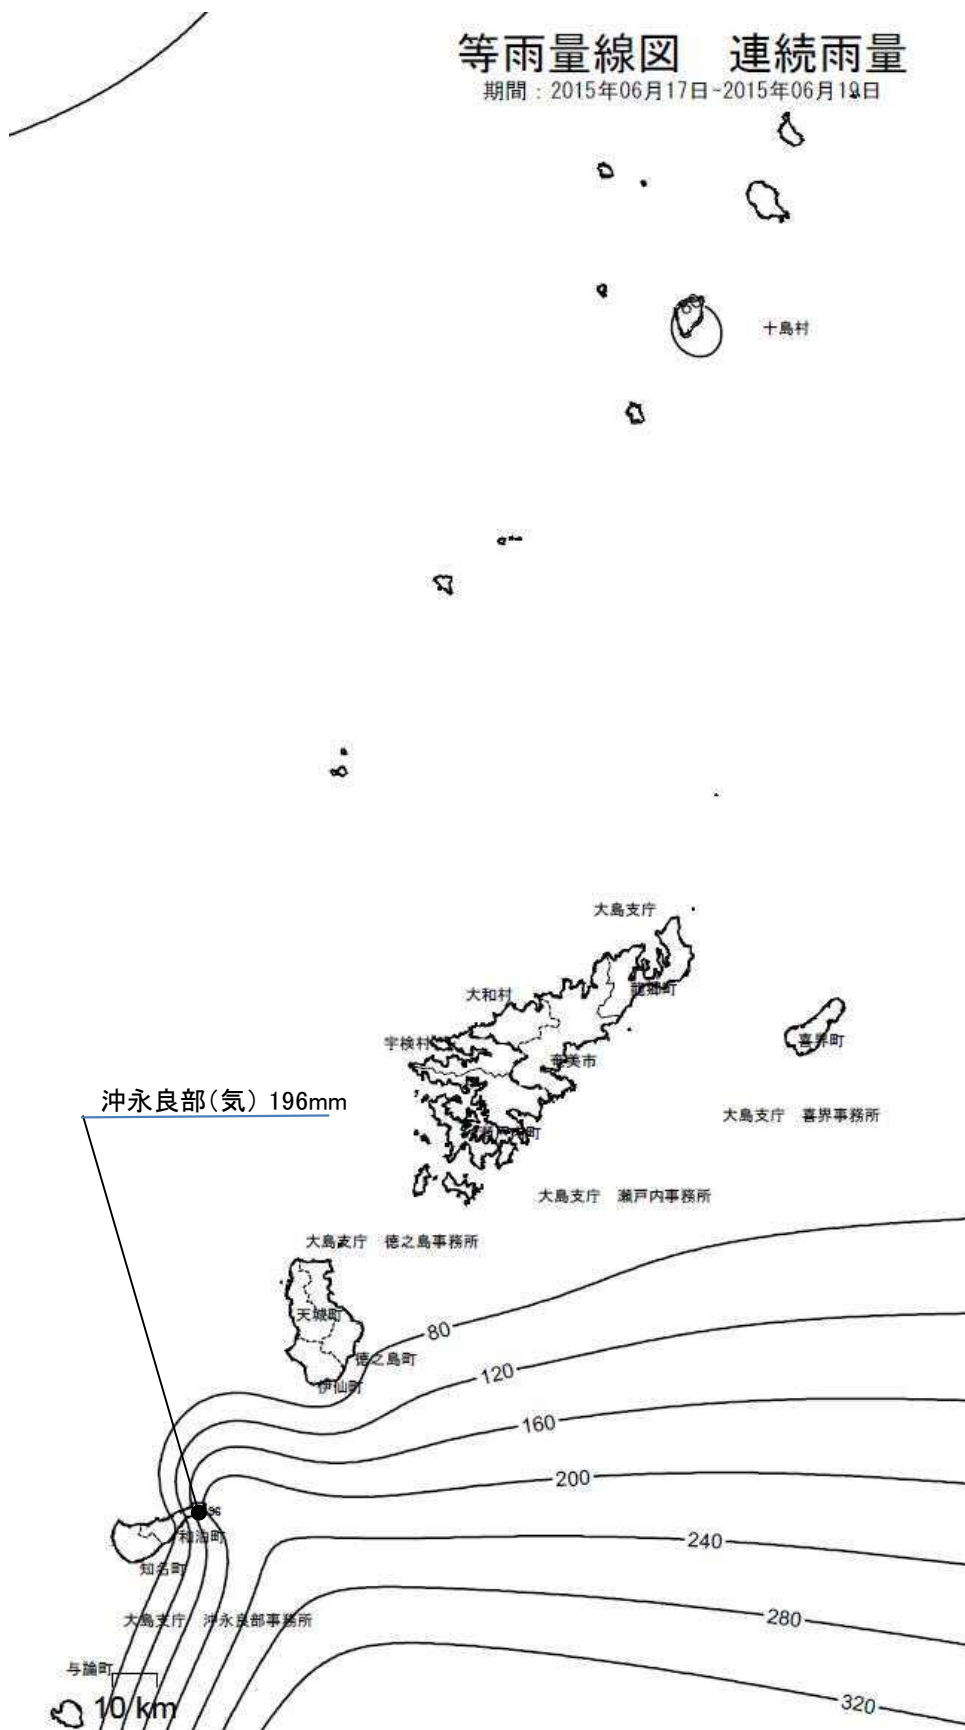 等雨量線図　連続雨量
期間：2015年06月17日-2015年06月19日
十島村
大島支庁
龍郷町
大和村
宇検村
奄美市
喜界町
沖永良部(気) 196mm
大島支庁　喜界事務所
瀬戸内町
大島支庁　瀬戸内事務所
大島支庁　徳之島事務所
天城町
80
徳之島町
120
伊仙町
160
200
和泊町
240
知名町
280
大島支庁　沖永良部事務所
与論町
10 km
320